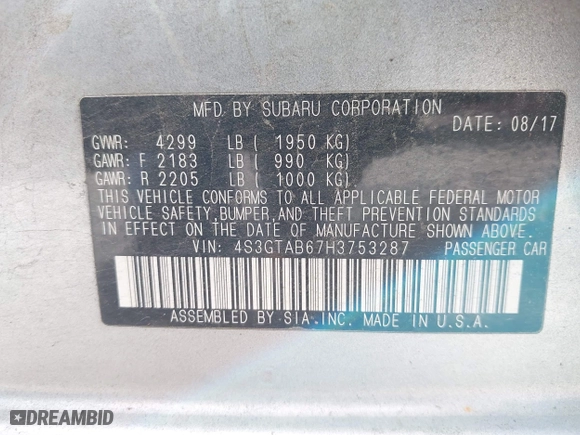 MFD BY SUBARU CORPORATION
DATE: 08/17
GVWR: 4299 LB ( 1950 KG)
GAWR: F 2183 LB ( 990 KG)
GAWR: R 2205 LB ( 1000 KG)
THIS VEHICLE CONFORMS TO ALL APPLICABLE FEDERAL MOTOR
VEHICLE SAFETY, BUMPER, AND THEFT PREVENTION STANDARDS
IN EFFECT ON THE DATE OF MANUFACTURE SHOWN ABOVE.
VIN: 4S3GTAB67H3753287 PASSENGER CAR
ASSEMBLED BY SIA, INC. MADE IN U.S.A.
DREAMBID